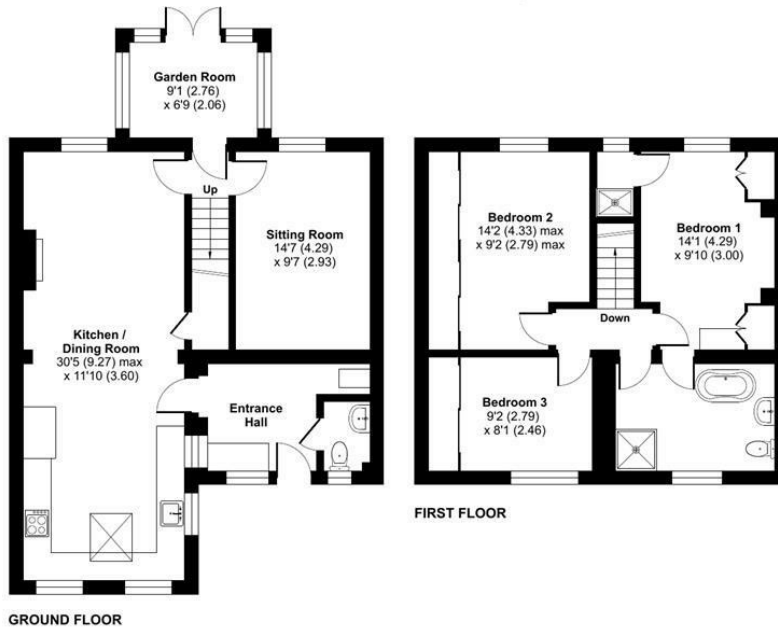 Garden Room
9'1 (2.76)
x 6'9 (2.06)
Up
Sitting Room
14'7 (4.29)
x 9'7 (2.93)
Kitchen /
Dining Room
30'5 (9.27) max
x 11'10 (3.60)
Entrance
Hall
GROUND FLOOR
Bedroom 2
14'2 (4.33) max
x 9'2 (2.79) max
Bedroom 1
14'1 (4.29)
x 9'10 (3.00)
Down
Bedroom 3
9'2 (2.79)
x 8'1 (2.46)
FIRST FLOOR